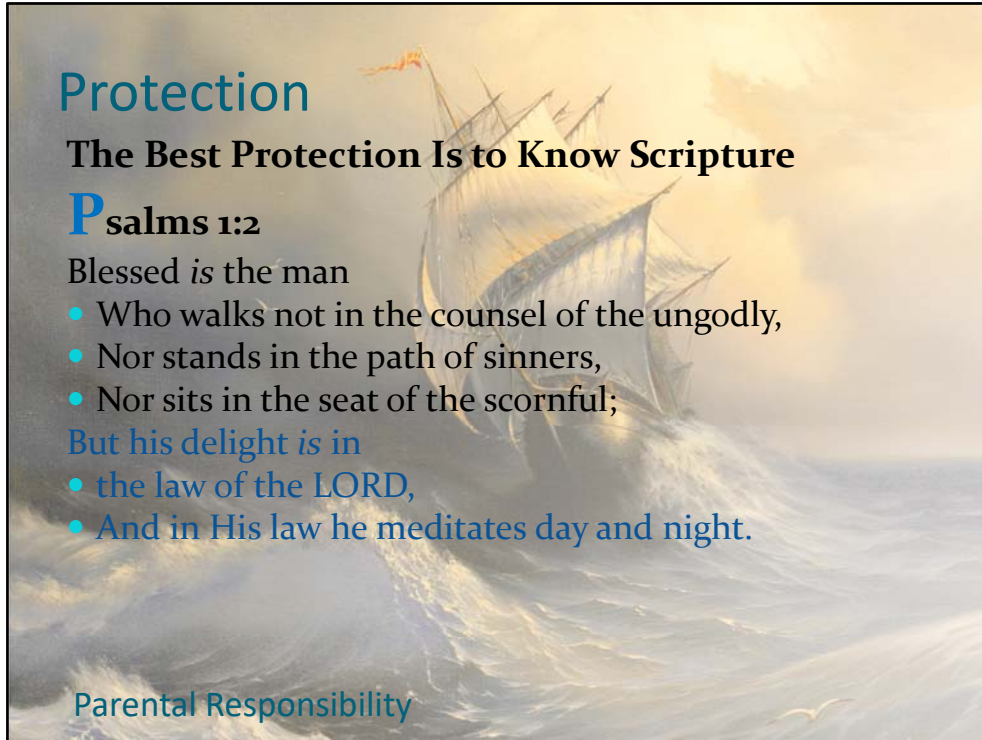 Protection
The Best Protection Is to Know Scripture
Psalms 1:2
Blessed is the man
• Who walks not in the counsel of the ungodly,
• Nor stands in the path of sinners,
• Nor sits in the seat of the scornful;
But his delight is in
• the law of the LORD,
• And in His law he meditates day and night.
Parental Responsibility